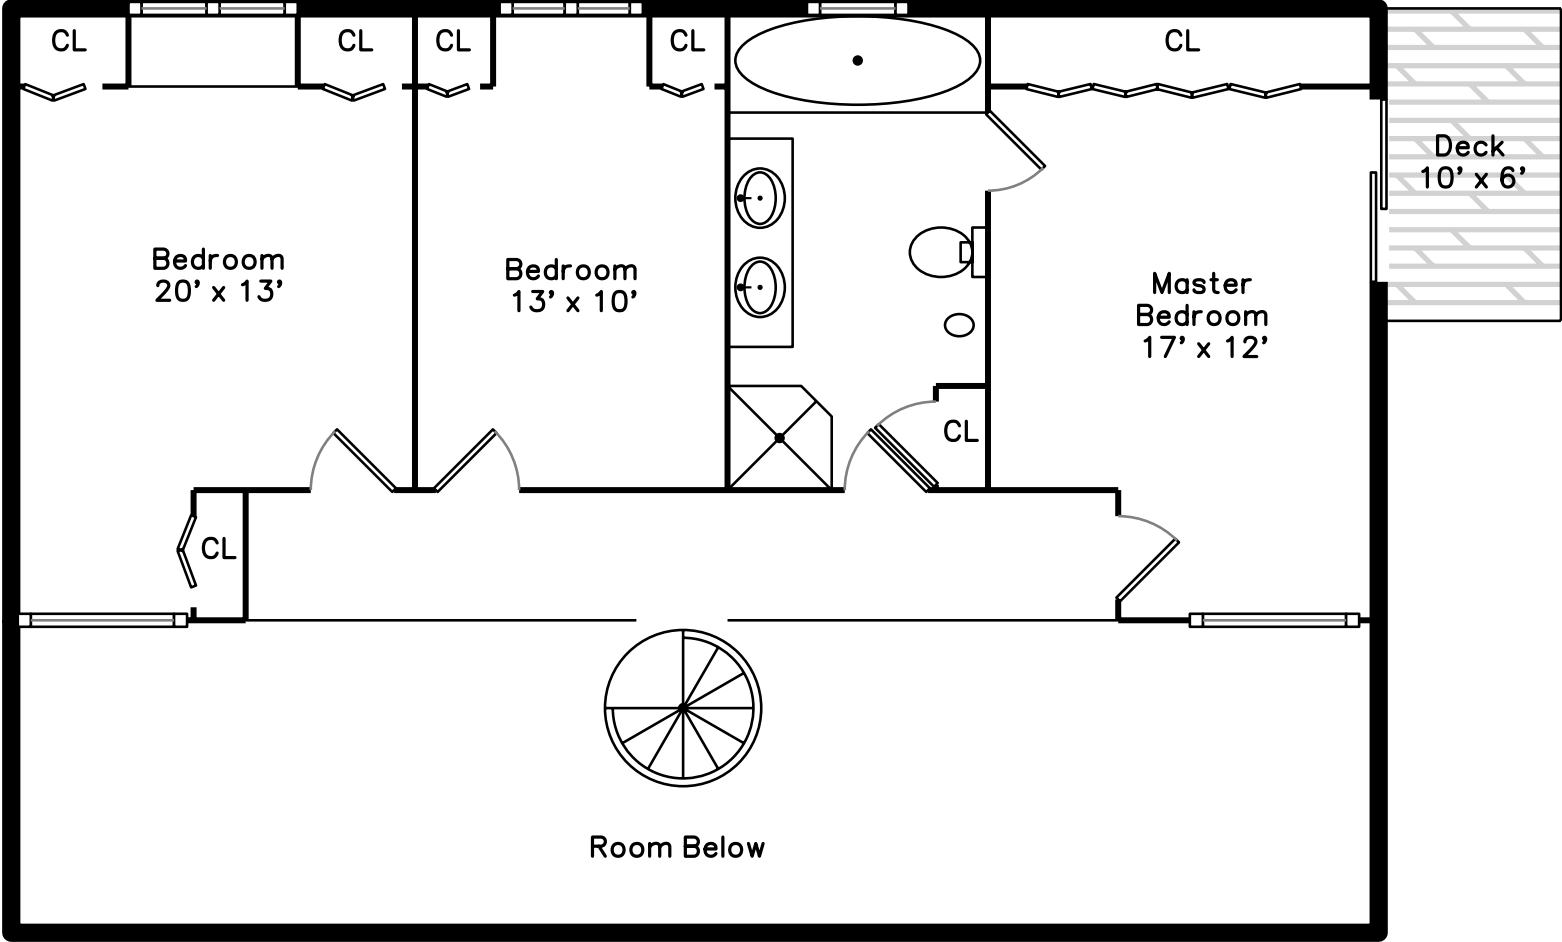 CL
CL
CL
CL
CL
Deck
10’ x 6’
Bedroom
20’ x 13’
Bedroom
13’ x 10’
Master
Bedroom
17’ x 12’
CL
CL
Room Below